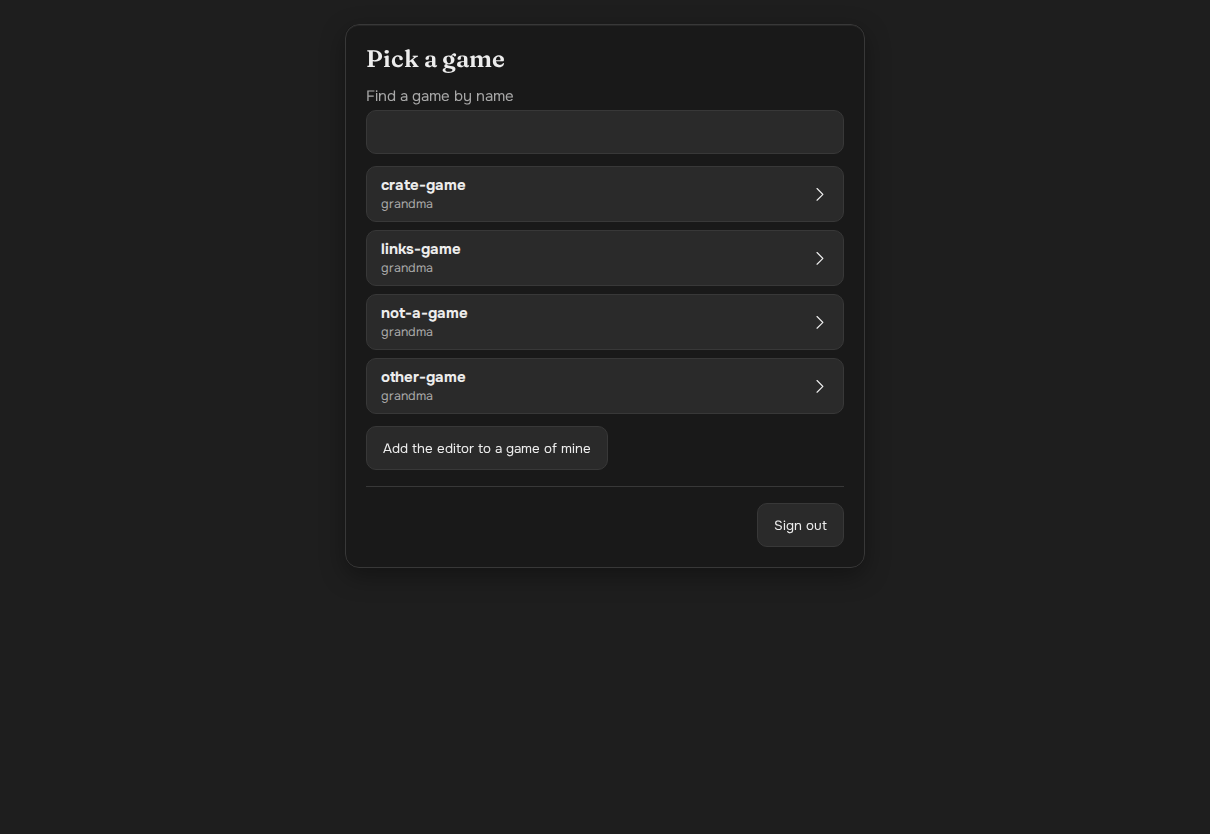 Pick a game
Find a game by name
crate-game
grandma
links-game
grandma
not-a-game
grandma
other-game
grandma
Add the editor to a game of mine
Sign out